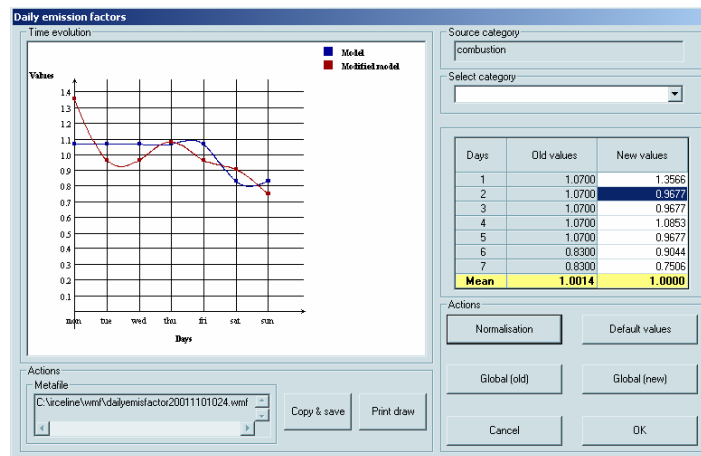 Daily emission factors
Time evolution
Model
Modified model
Values
1.4
1.3
1.2
1.1
1.0
0.9
0.8
0.7
0.6
0.5
0.4
0.3
0.2
0.1
mon tue wed thu fri sat sun
Days
Source category
combustion
Select category
Days Old values New values
1 1.0700 1.3566
2 1.0700 0.9677
3 1.0700 0.9677
4 1.0700 1.0853
5 1.0700 0.9677
6 0.8300 0.9044
7 0.8300 0.7506
Mean 1.0014 1.0000
Actions
Normalisation Default values
Global (old) Global (new)
Cancel OK
Actions
Metafile
C:\irceline\wmf\dailyemisfactor20011101024.wmf
Copy & save Print draw